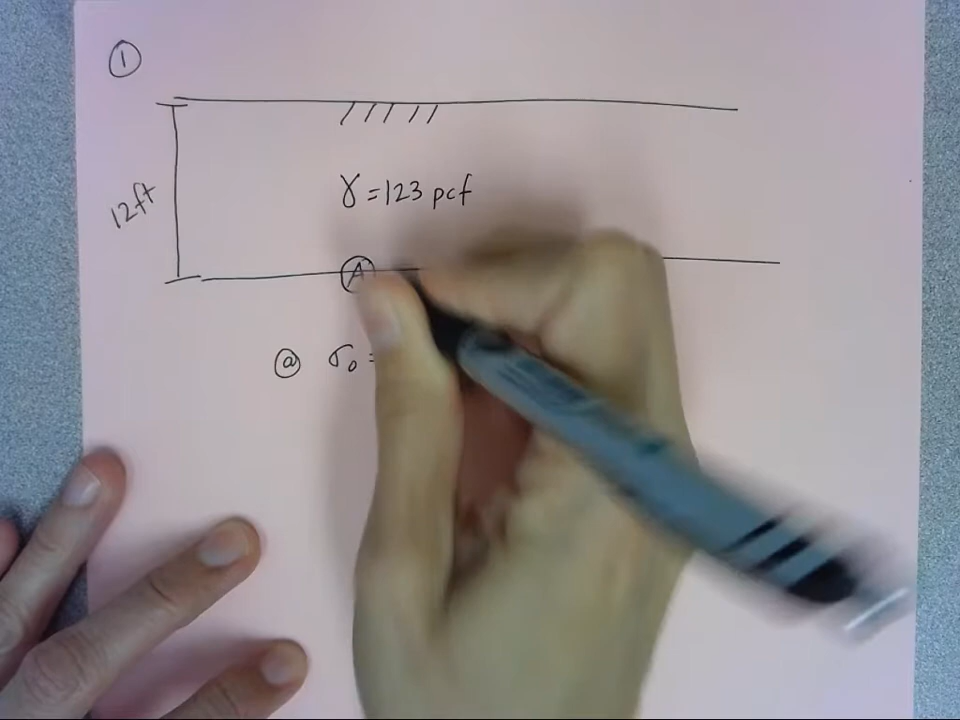 ①
12ft
γ = 123 pcf
Ⓐ
ⓐ σ₀ =